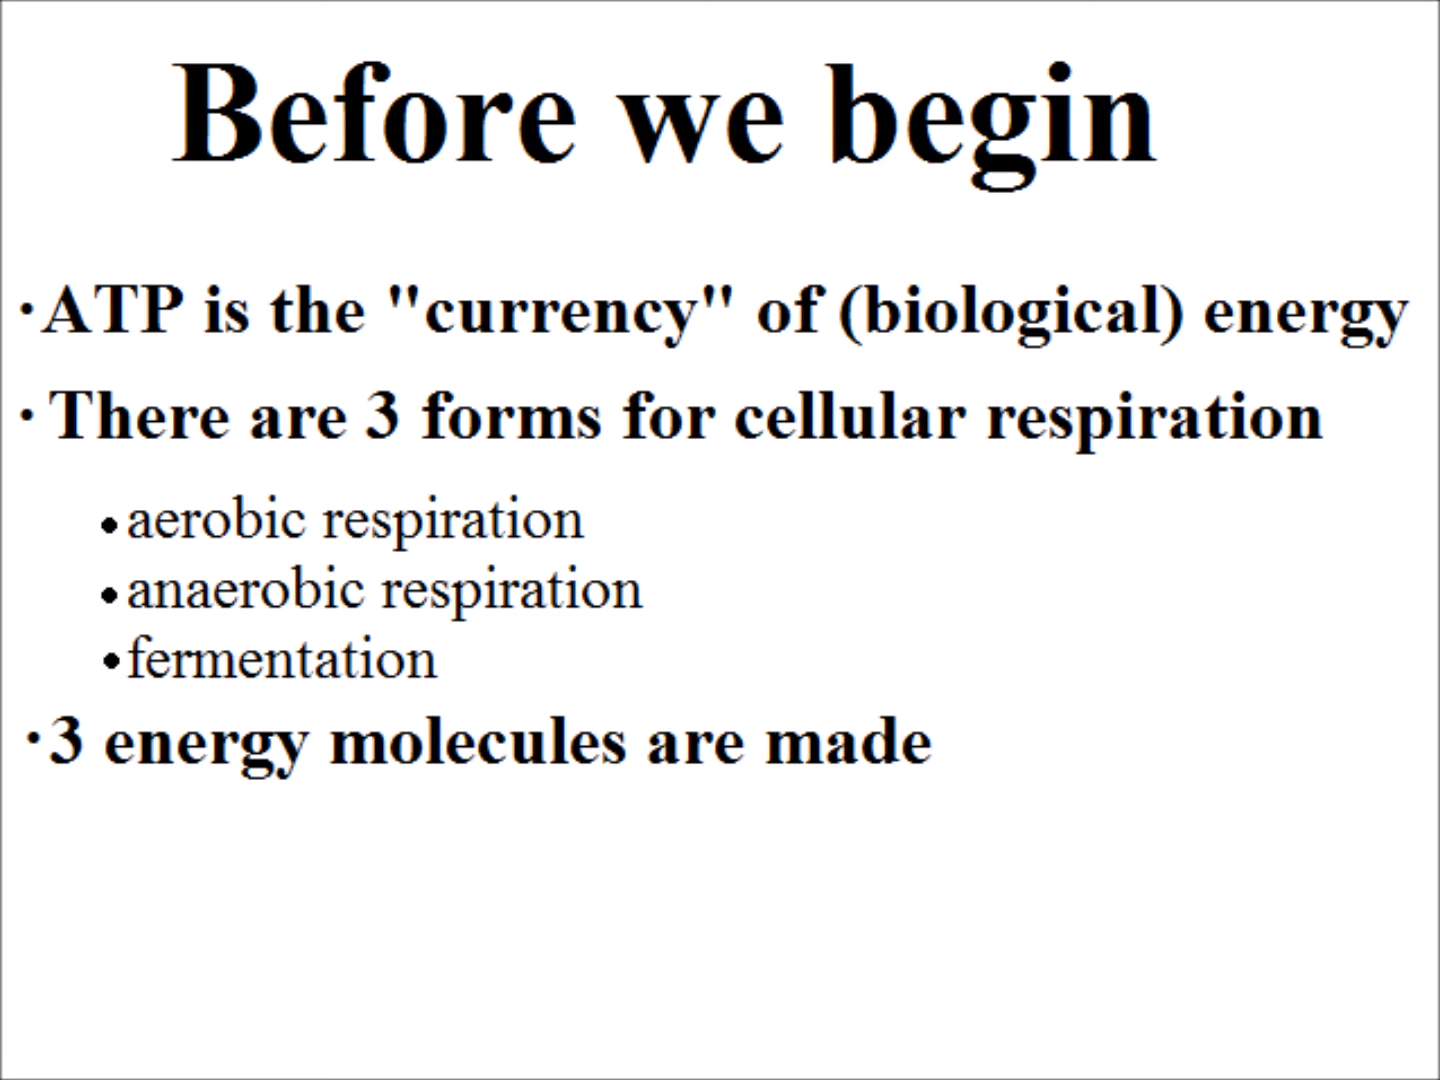 Before we begin
·ATP is the "currency" of (biological) energy
· There are 3 forms for cellular respiration
•aerobic respiration
•anaerobic respiration
•fermentation
·3 energy molecules are made